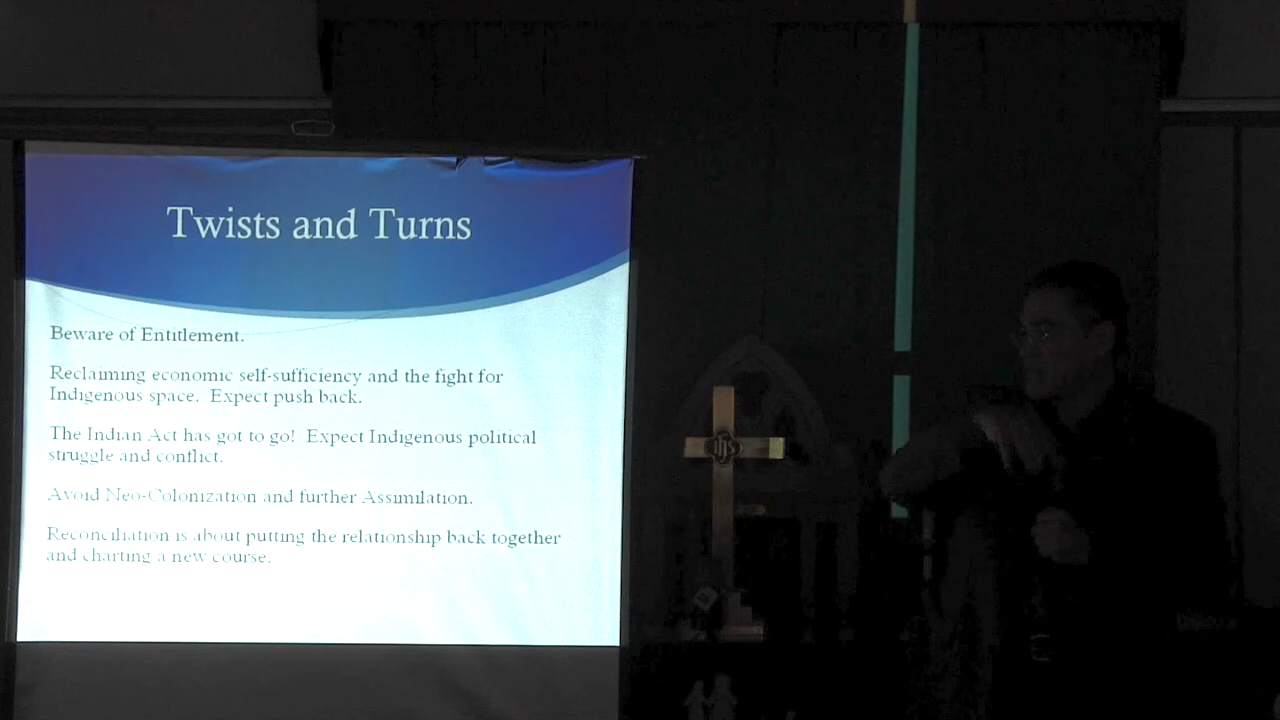 Twists and Turns
Beware of Entitlement.
Reclaiming economic self-sufficiency and the fight for
Indigenous space.  Expect push back.
The Indian Act has got to go!  Expect Indigenous political
struggle and conflict.
Avoid Neo-Colonization and further Assimilation.
Reconciliation is about putting the relationship back together
and charting a new course.
ihs